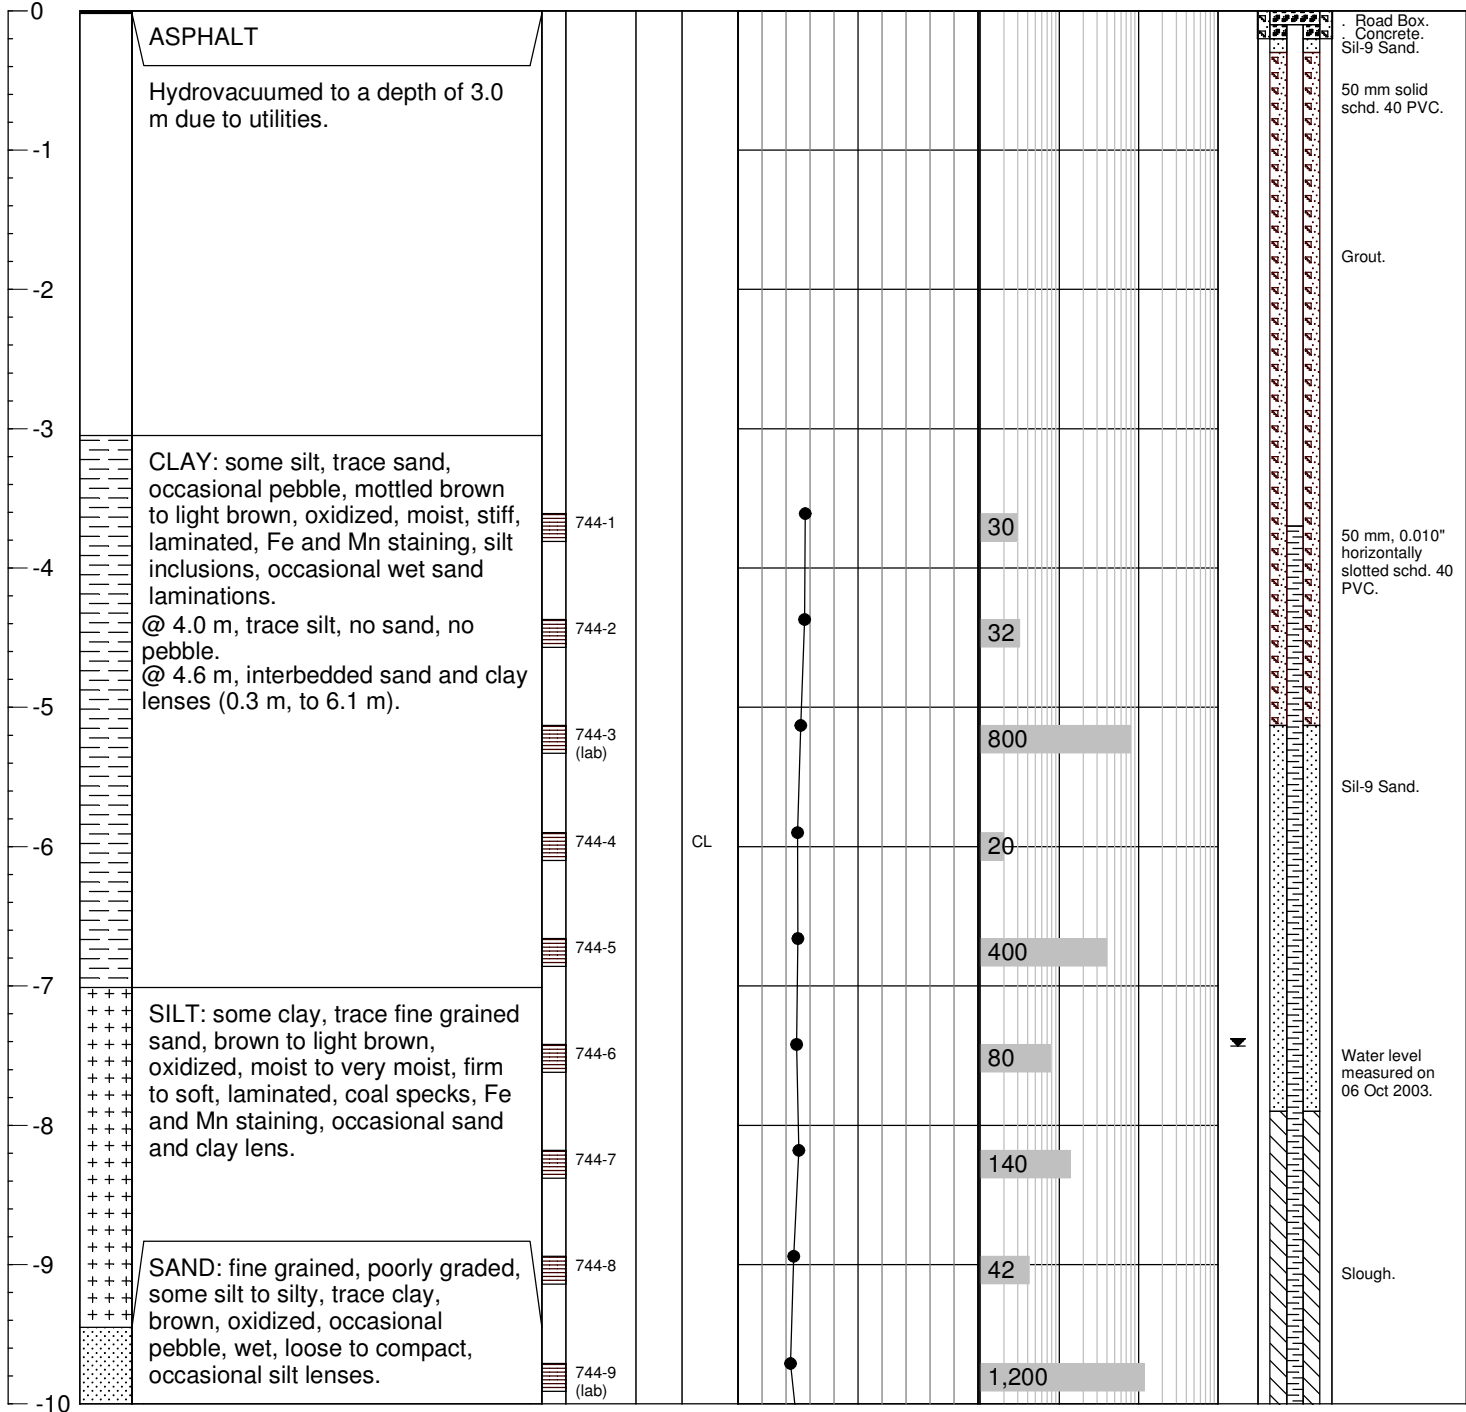 0
-1
-2
-3
-4
-5
-6
-7
-8
-9
-10
ASPHALT
Hydrovacuumed to a depth of 3.0
m due to utilities.
CLAY: some silt, trace sand,
occasional pebble, mottled brown
to light brown, oxidized, moist, stiff,
laminated, Fe and Mn staining, silt
inclusions, occasional wet sand
laminations.
@ 4.0 m, trace silt, no sand, no
pebble.
@ 4.6 m, interbedded sand and clay
lenses (0.3 m, to 6.1 m).
SILT: some clay, trace fine grained
sand, brown to light brown,
oxidized, moist to very moist, firm
to soft, laminated, coal specks, Fe
and Mn staining, occasional sand
and clay lens.
SAND: fine grained, poorly graded,
some silt to silty, trace clay,
brown, oxidized, occasional
pebble, wet, loose to compact,
occasional silt lenses.
744-1
744-2
744-3
(lab)
744-4
744-5
744-6
744-7
744-8
744-9
(lab)
CL
30
32
800
20
400
80
140
42
1,200
. Road Box.
. Concrete.
Sil-9 Sand.
50 mm solid
schd. 40 PVC.
Grout.
50 mm, 0.010"
horizontally
slotted schd. 40
PVC.
Sil-9 Sand.
Water level
measured on
06 Oct 2003.
Slough.